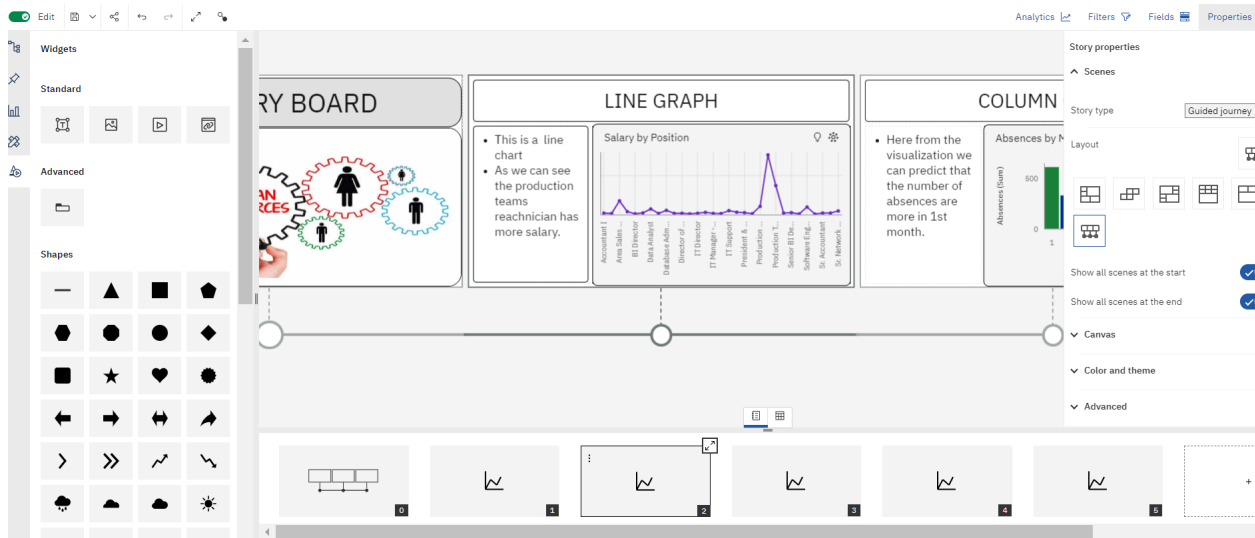 Edit
Analytics
Filters
Fields
Properties
Widgets
Standard
Advanced
Shapes
RY BOARD
AN
RCES
LINE GRAPH
• This is a line
chart
• As we can see
the production
teams
reachnician has
more salary.
Salary by Position
Accountant I
Area Sales ...
BI Director
Data Analyst
Database Adm...
Director of ...
IT Director
IT Manager -...
IT Support
President & ...
Production ...
Production T...
Senior BI De...
Software Eng...
Sr. Accountant
Sr. Network ...
COLUMN
• Here from the
visualization we
can predict that
the number of
absences are
more in 1st
month.
Absences by M
Absences (Sum)
500
0
1
Story properties
Scenes
Story type
Guided journey
Layout
Show all scenes at the start
Show all scenes at the end
Canvas
Color and theme
Advanced
0
1
2
3
4
5
+